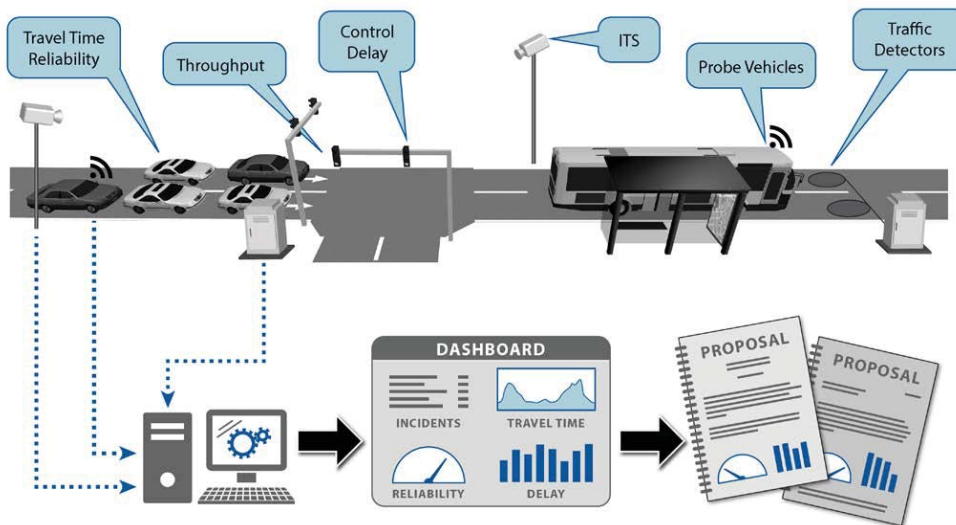 Travel Time
Reliability
Throughput
Control
Delay
ITS
Probe Vehicles
Traffic
Detectors
DASHBOARD
INCIDENTS
TRAVEL TIME
RELIABILITY
DELAY
PROPOSAL
PROPOSAL